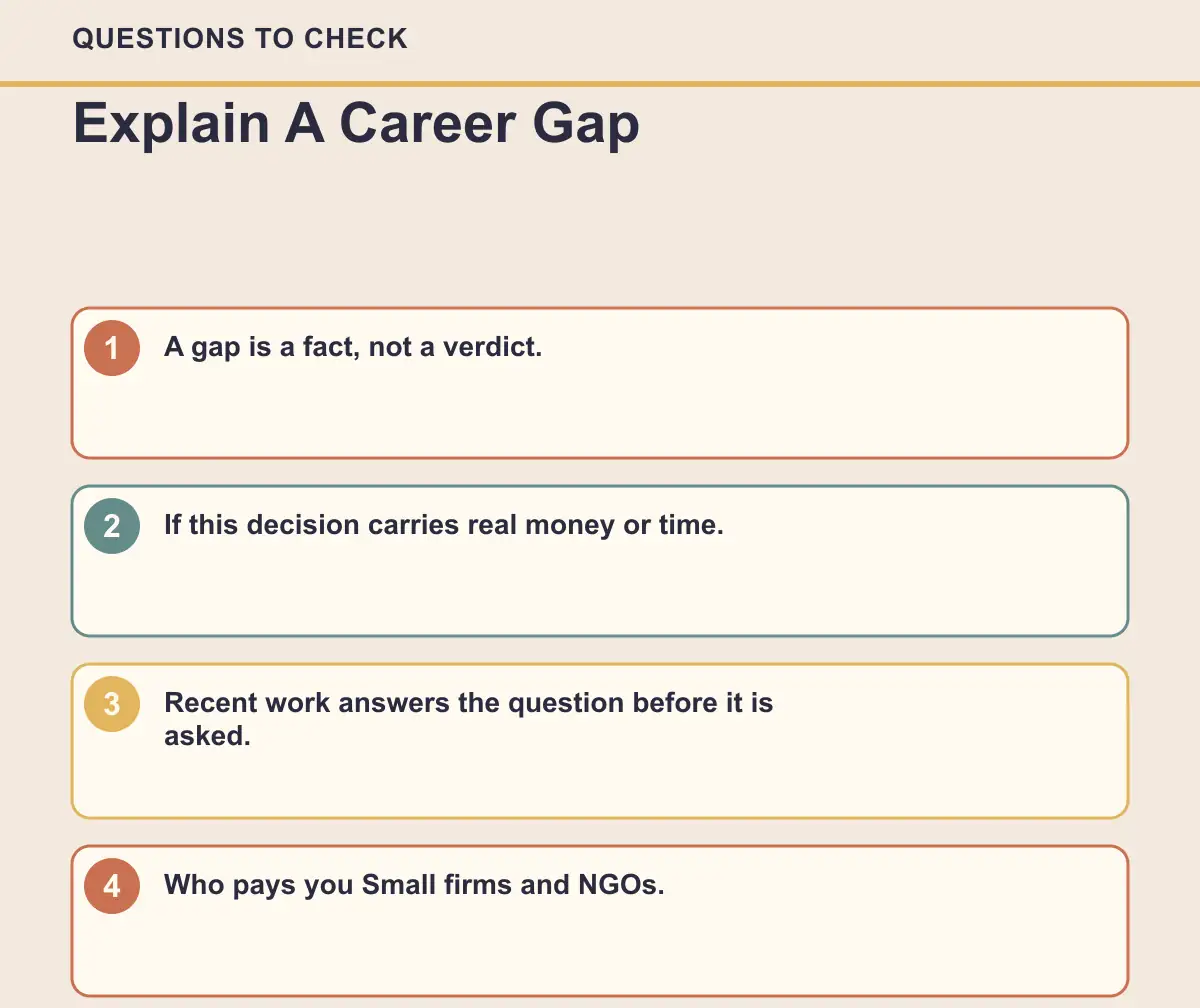 QUESTIONS TO CHECK
Explain A Career Gap
1
A gap is a fact, not a verdict.
2
If this decision carries real money or time.
3
Recent work answers the question before it is
asked.
4
Who pays you Small firms and NGOs.